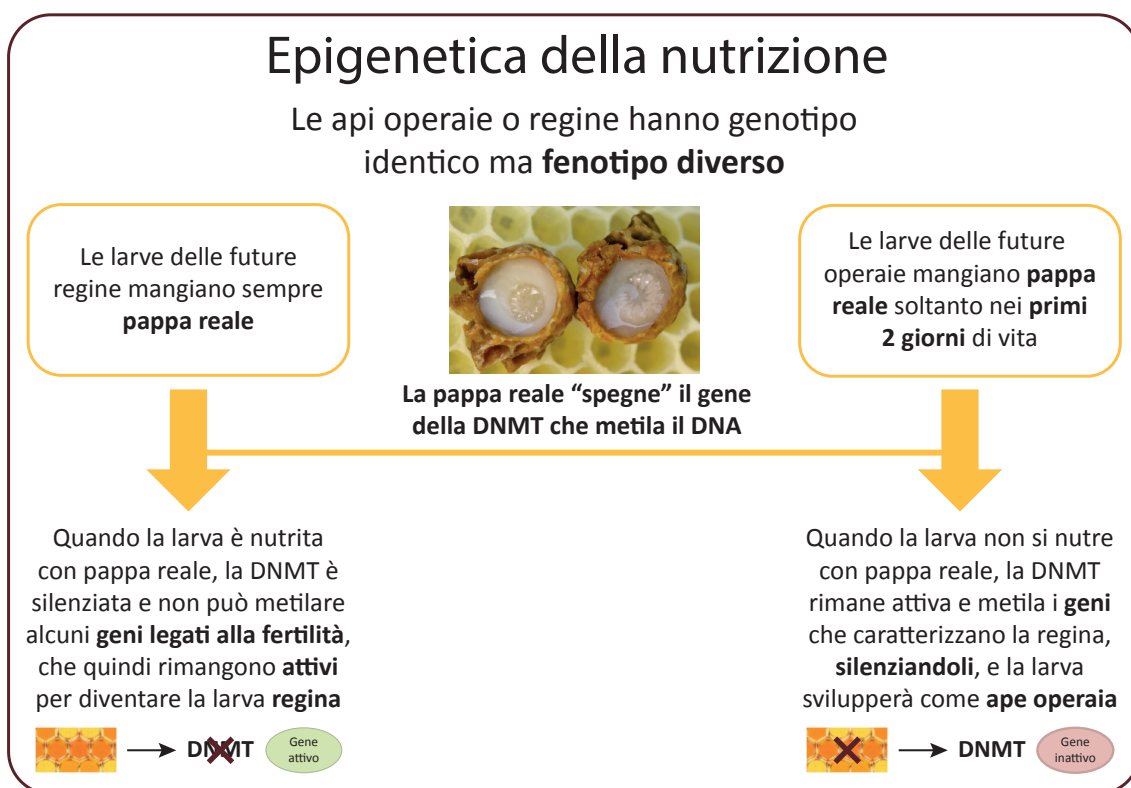 Epigenetica della nutrizione
Le api operaie o regine hanno genotipo
identico ma fenotipo diverso
Le larve delle future
regine mangiano sempre
pappa reale
La pappa reale “spegne” il gene
della DNMT che metila il DNA
Le larve delle future
operaie mangiano pappa
reale soltanto nei primi
2 giorni di vita
Quando la larva è nutrita
con pappa reale, la DNMT è
silenziata e non può metilare
alcuni geni legati alla fertilità,
che quindi rimangono attivi
per diventare la larva regina
DNMT
Gene
attivo
Quando la larva non si nutre
con pappa reale, la DNMT
rimane attiva e metila i geni
che caratterizzano la regina,
silenziandoli, e la larva
svilupperà come ape operaia
DNMT
Gene
inattivo